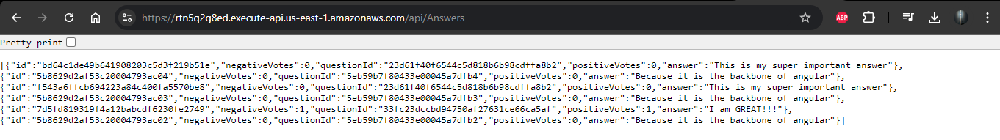 https://rtn5q2g8ed.execute-api.us-east-1.amazonaws.com/api/Answers
ABP
Pretty-print
[{"id":"bd64c1de49b641908203c5d3f219b51e","negativeVotes":0,"questionId":"23d61f40f6544c5d818b6b98cdffa8b2","positiveVotes":0,"answer":"This is my super important answer"},
{"id":"5b8629d2af53c20004793ac04","negativeVotes":0,"questionId":"5eb59b7f80433e00045a7dfb4","positiveVotes":0,"answer":"Because it is the backbone of angular"},
{"id":"f543a6ffcb694223a84c400fa5570be8","negativeVotes":0,"questionId":"23d61f40f6544c5d818b6b98cdffa8b2","positiveVotes":0,"answer":"This is my super important answer"},
{"id":"5b8629d2af53c20004793ac03","negativeVotes":0,"questionId":"5eb59b7f80433e00045a7dfb3","positiveVotes":0,"answer":"Because it is the backbone of angular"},
{"id":"7d5fd819319f4a12babcdf6230fe2749","negativeVotes":1,"questionId":"33fc23dccbd94750af27631ce66ca5af","positiveVotes":1,"answer":"I am GREAT!!!"},
{"id":"5b8629d2af53c20004793ac02","negativeVotes":0,"questionId":"5eb59b7f80433e00045a7dfb2","positiveVotes":0,"answer":"Because it is the backbone of angular"}]